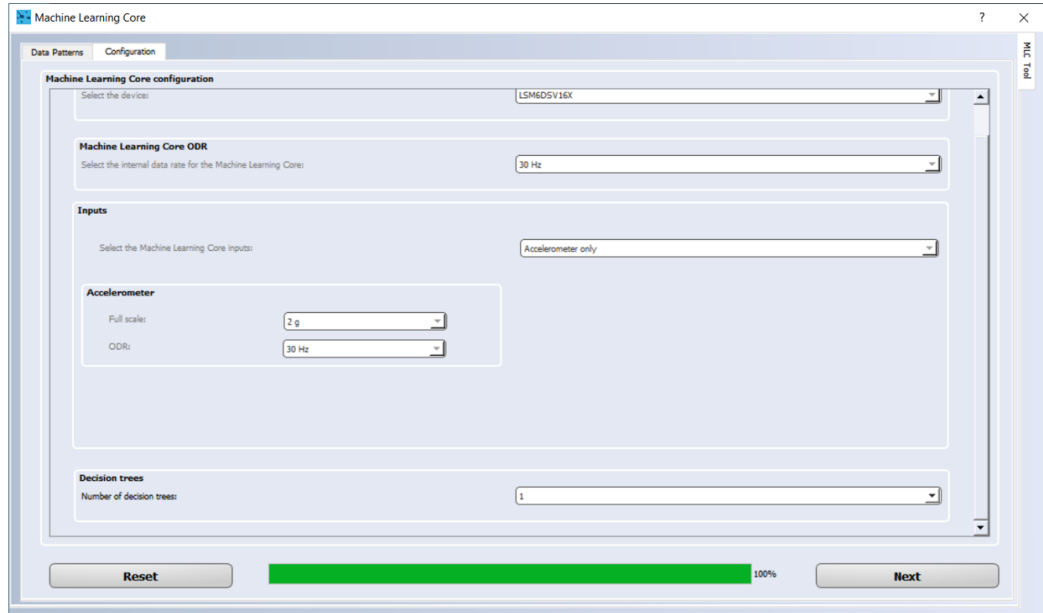 Machine Learning Core
?
Data Patterns
Configuration
MLC Tool
Machine Learning Core configuration
Select the device:
LSM6DSV16X
Machine Learning Core ODR
Select the internal data rate for the Machine Learning Core:
30 Hz
Inputs
Select the Machine Learning Core inputs:
Accelerometer only
Accelerometer
Full scale:
2 g
ODR:
30 Hz
Decision trees
Number of decision trees:
1
Reset
100%
Next